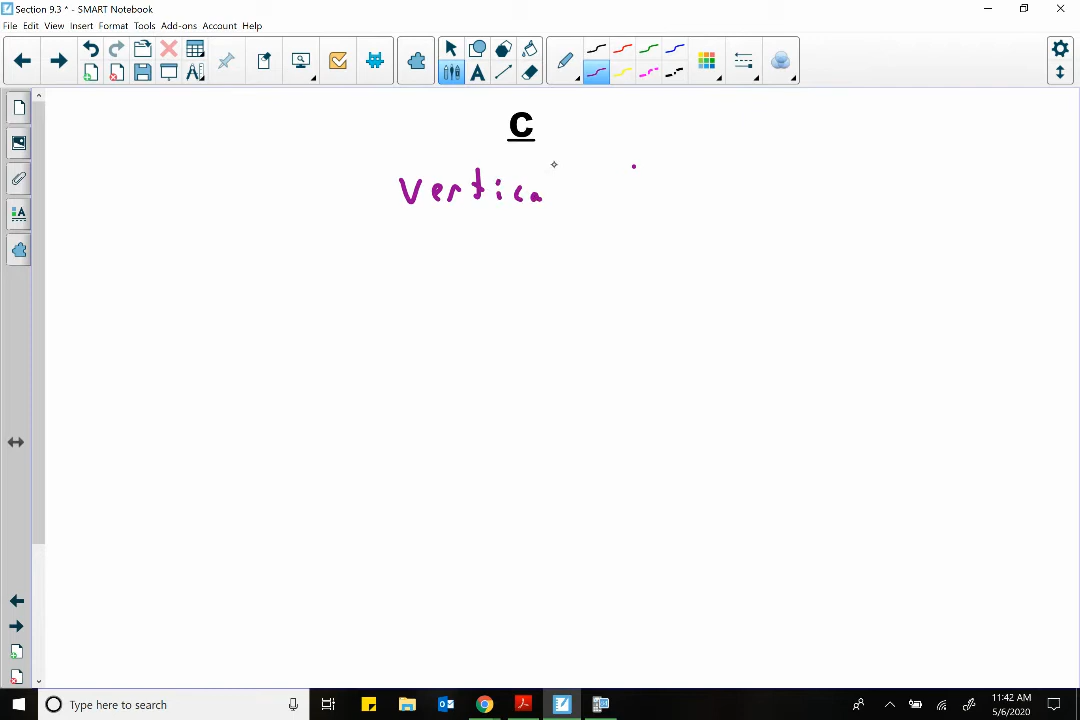 Section 9.3 * - SMART Notebook
File Edit View Insert Format Tools Add-ons Account Help
C
Vertica
Type here to search
11:42 AM
5/6/2020